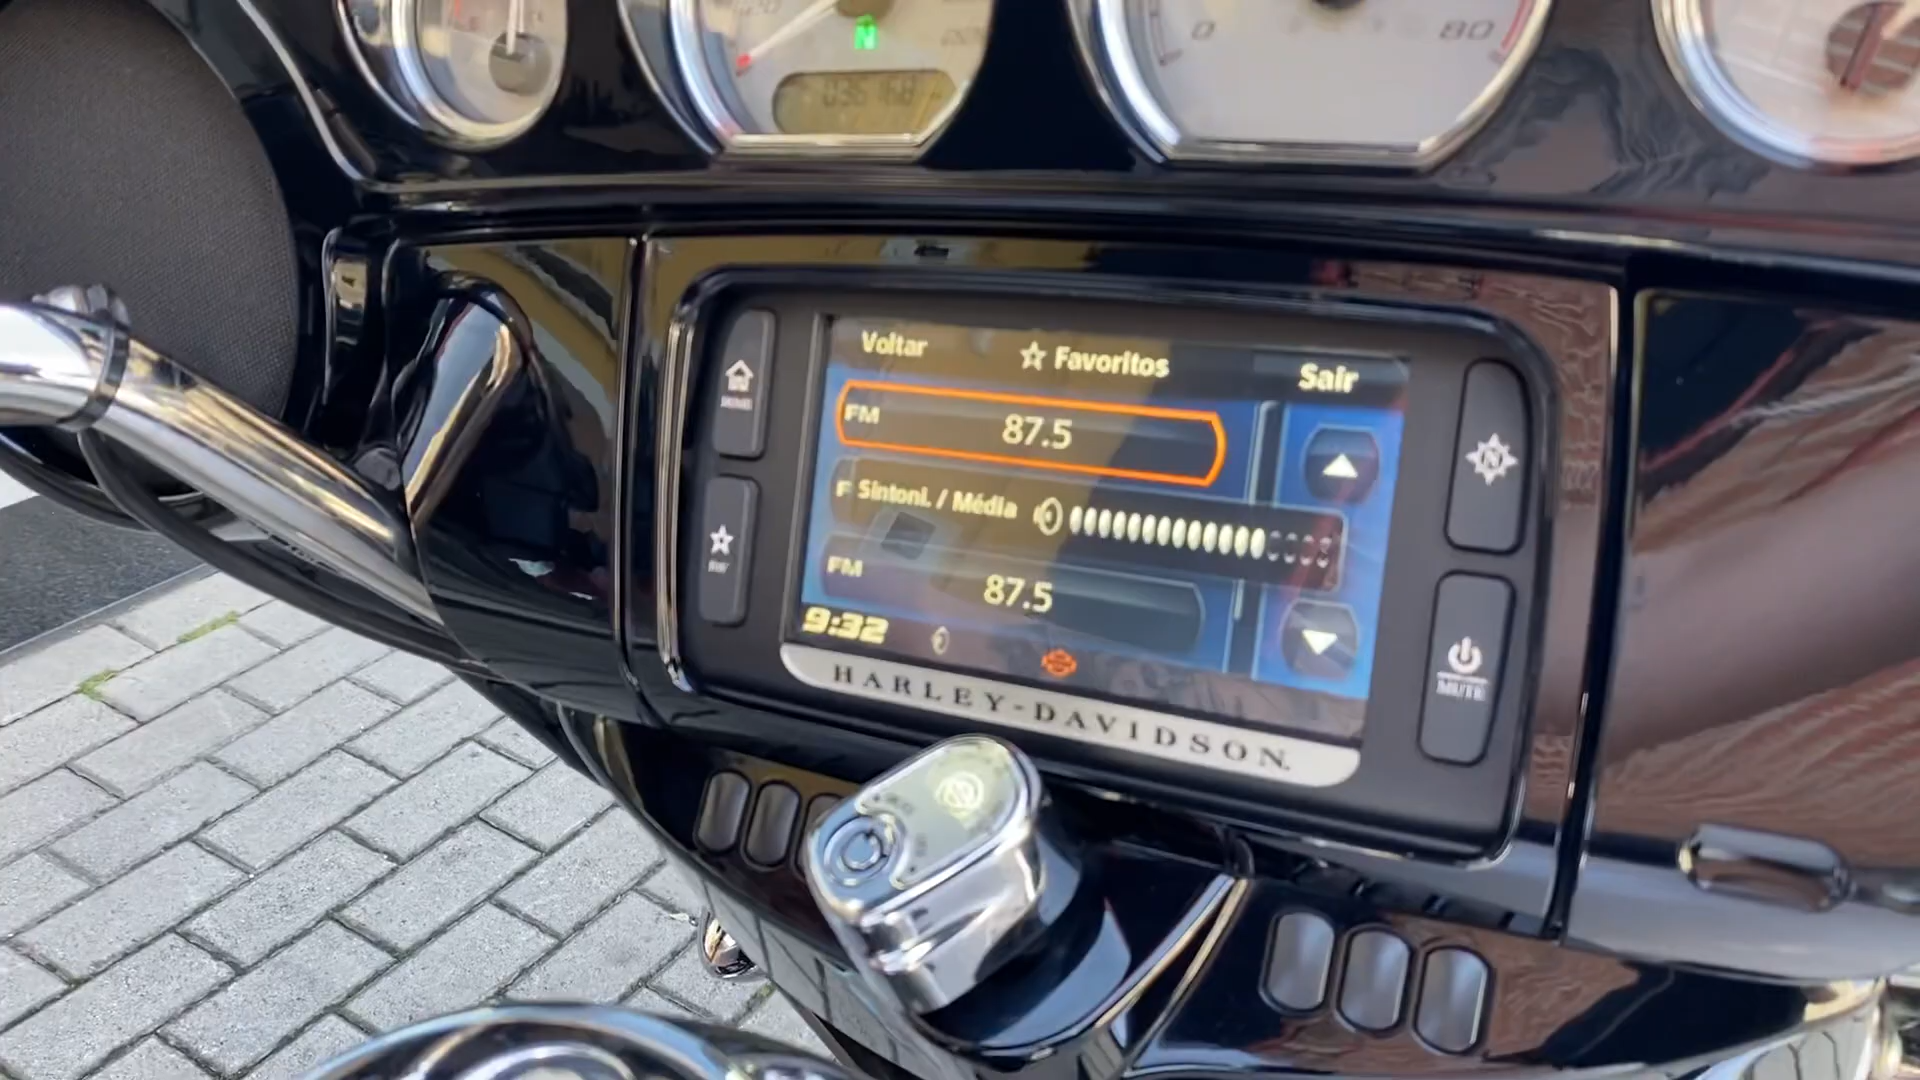 N
0
80
Voltar
☆ Favoritos
Sair
FM
87.5
F
Sintoni. / Média
FM
87.5
9:32
HARLEY-DAVIDSON
MUTE